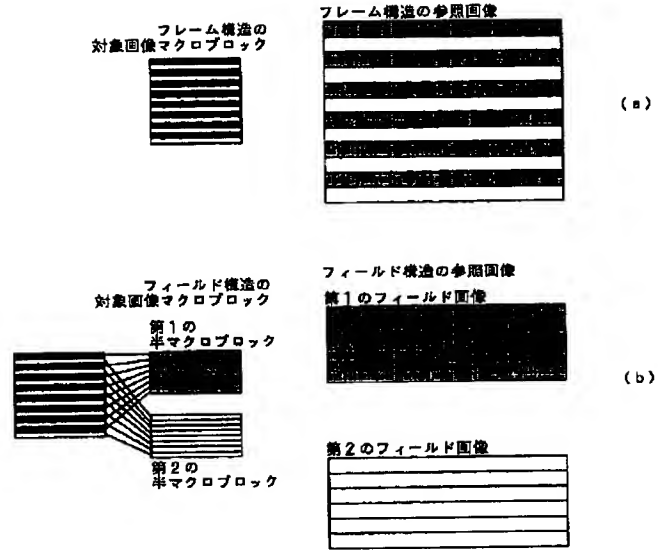 フレーム構造の
対象画像マクロブロック
フレーム構造の参照画像
(a)
フィールド構造の
対象画像マクロブロック
第1の
半マクロブロック
第2の
半マクロブロック
フィールド構造の参照画像
第1のフィールド画像
(b)
第2のフィールド画像